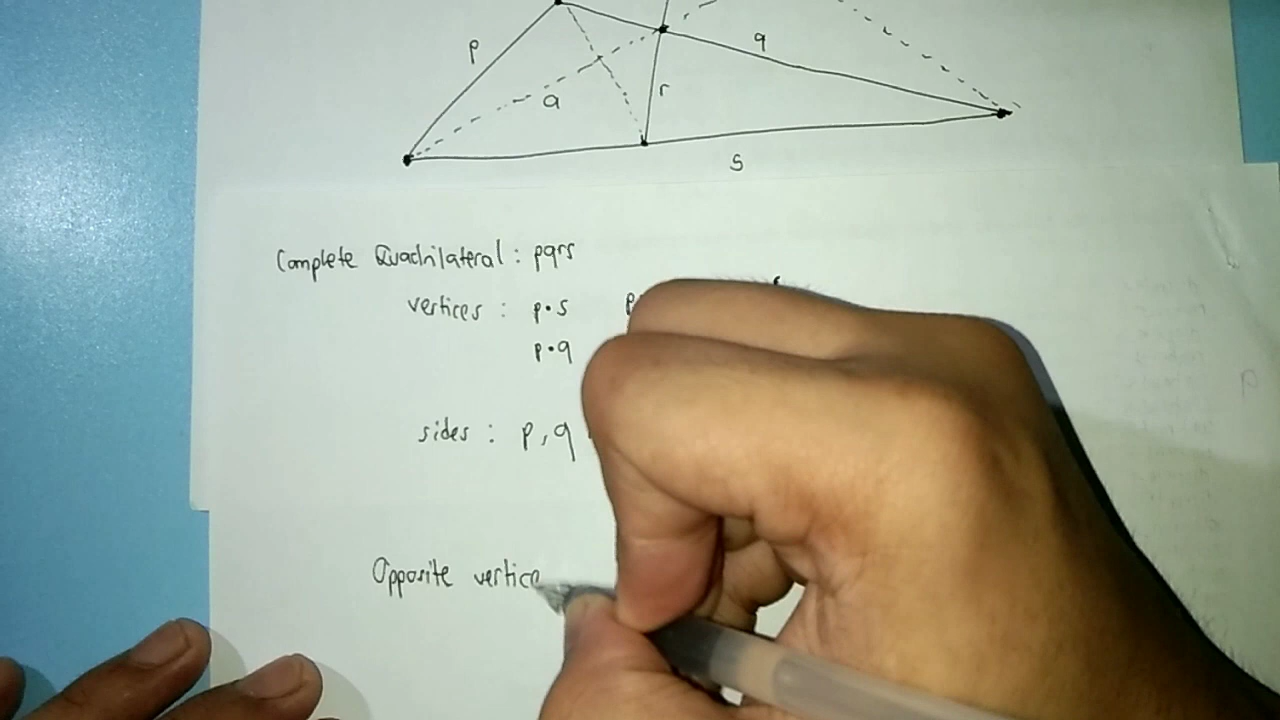 p
q
a
r
s
Complete Quadrilateral : pqrs
vertices : p·s
p·q
sides : p, q
Opposite vertice